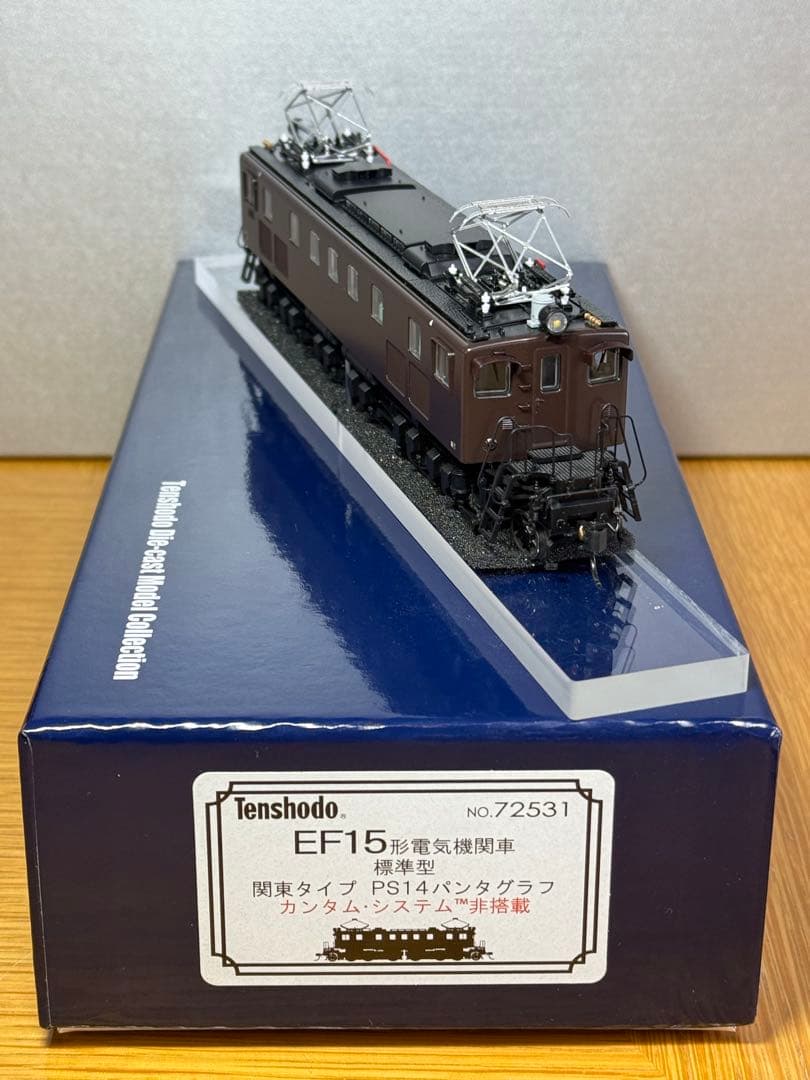 Tenshodo Die-cast Model Collection
Tenshodo® NO.72531
EF15形電気機関車
標準型
関東タイプ PS14パンタグラフ
カンタム・システム™非搭載